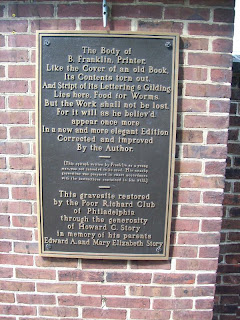 The Body of
B. Franklin, Printer,
Like the Cover of an old Book,
Its Contents torn out,
And Stript of its Lettering & Gilding,
Lies here, Food for Worms.
But the Work shall not be lost,
For it will as he believ'd
appear once more
In a new and more elegant Edition
Corrected and improved
By the Author.
This gravesite restored
by the Poor Richard Club
of Philadelphia
through the generosity
of Howard C. Story
in memory of his parents
Edward A. and Mary Elizabeth Story